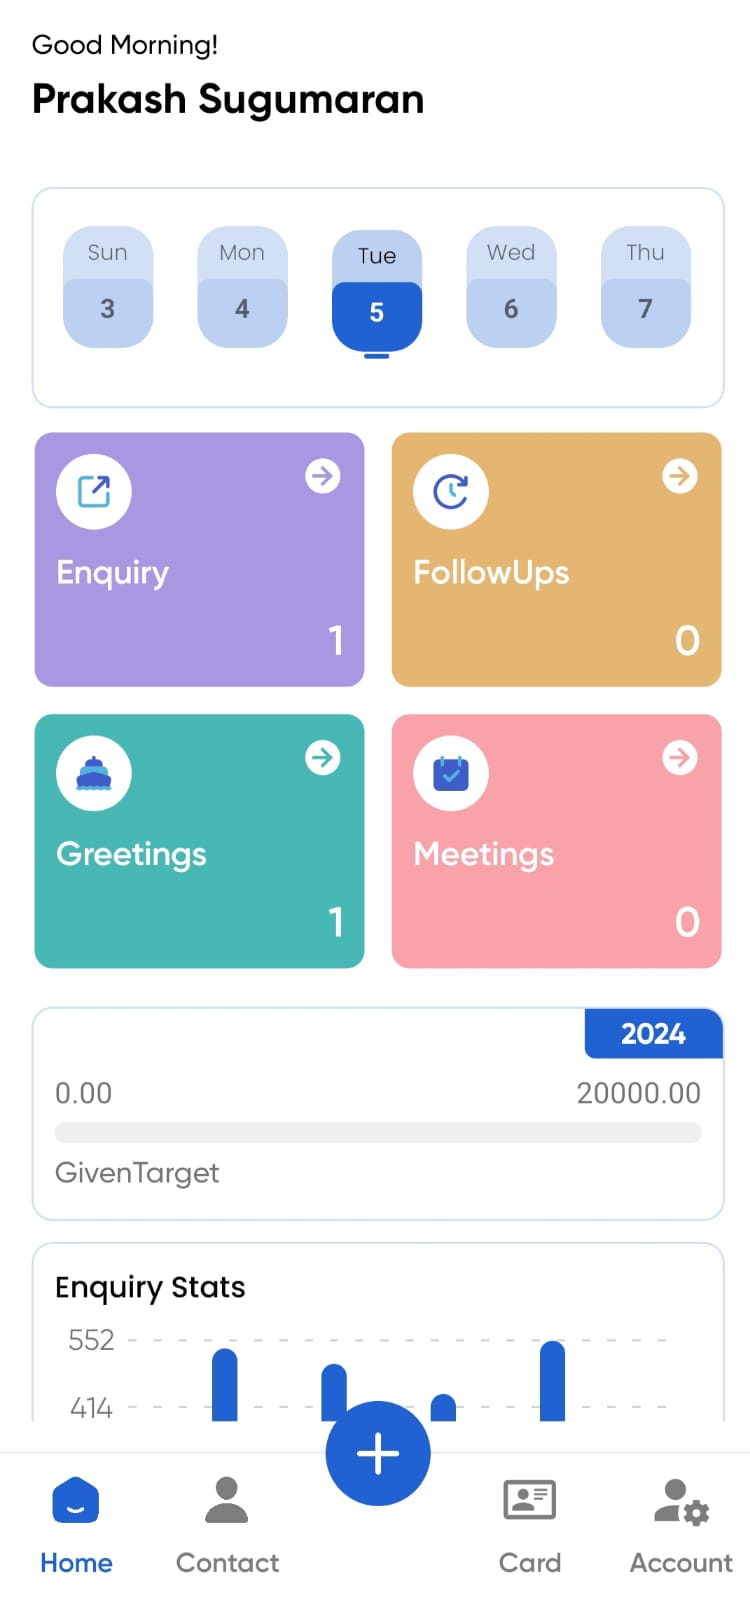 Good Morning!
Prakash Sugumaran
Sun Mon Tue Wed Thu
3 4 5 6 7
Enquiry
1
FollowUps
0
Greetings
1
Meetings
0
2024
0.00 20000.00
GivenTarget
Enquiry Stats
552
414
Home Contact Card Account